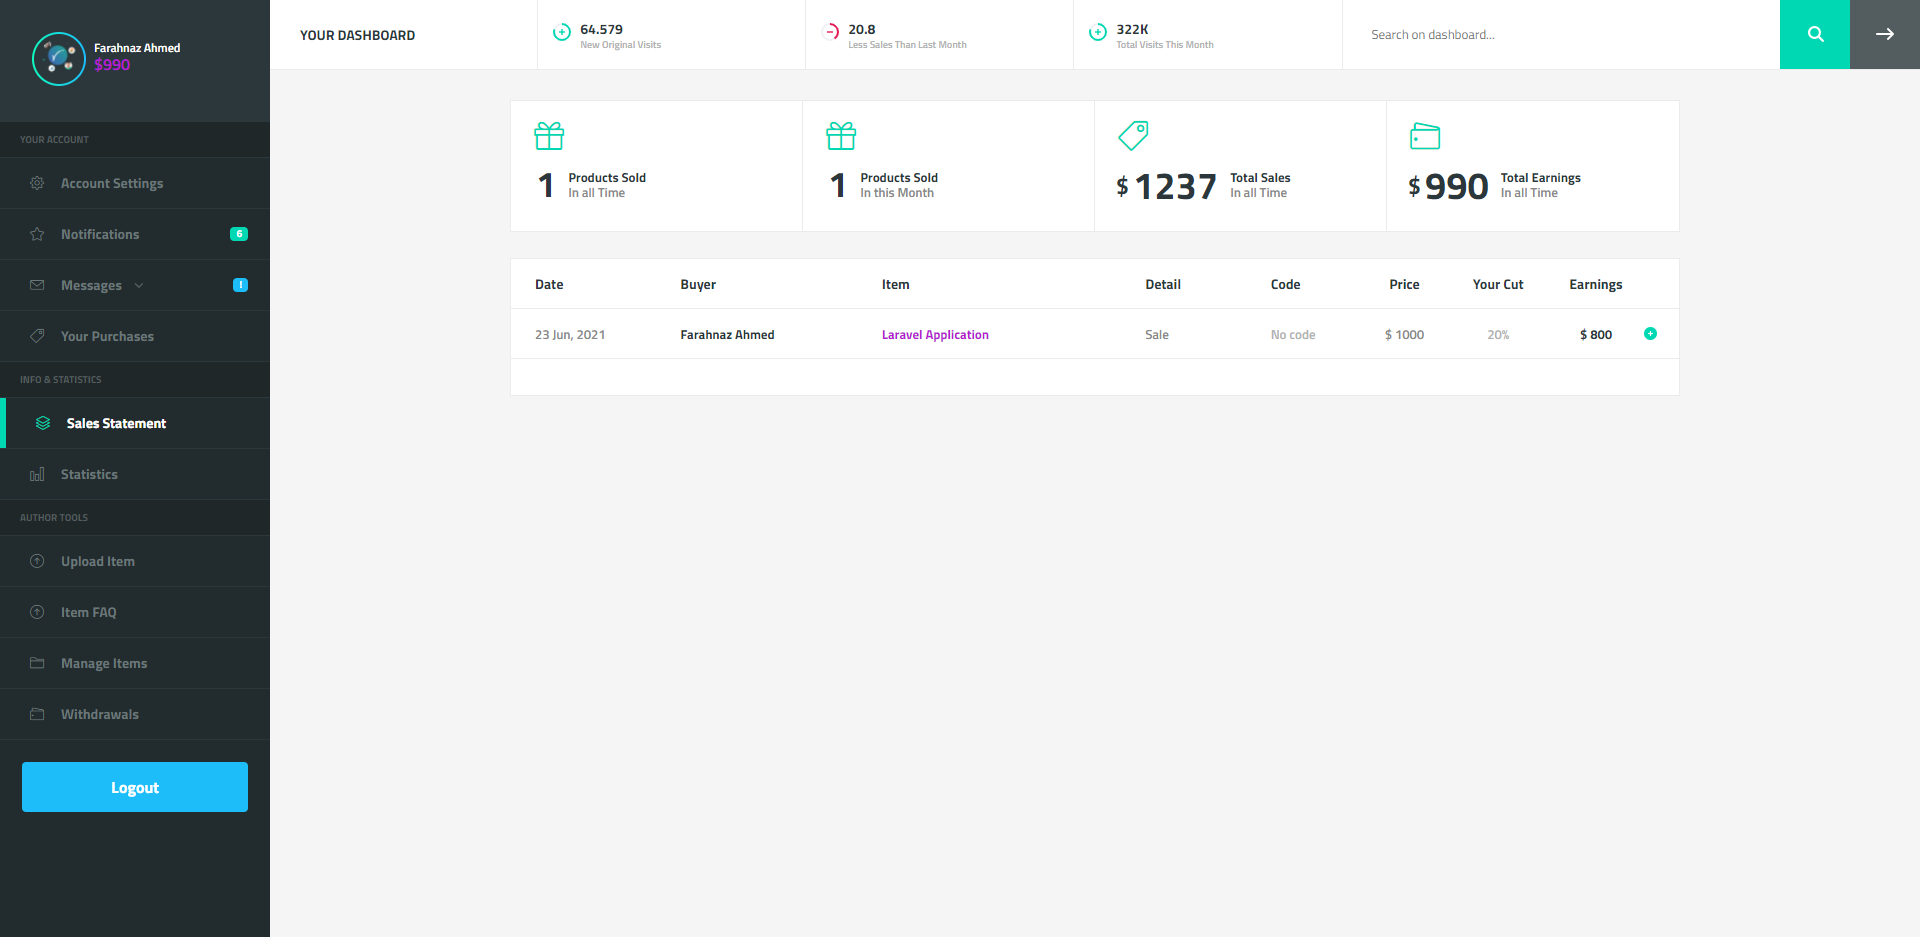 Farahnaz Ahmed
$990
YOUR ACCOUNT
Account Settings
Notifications 6
Messages 1
Your Purchases
INFO & STATISTICS
Sales Statement
Statistics
AUTHOR TOOLS
Upload Item
Item FAQ
Manage Items
Withdrawals
Logout
YOUR DASHBOARD
64.579
New Original Visits
20.8
Less Sales Than Last Month
322K
Total Visits This Month
Search on dashboard...
1 Products Sold
In all Time
1 Products Sold
In this Month
$ 1237 Total Sales
In all Time
$ 990 Total Earnings
In all Time
Date Buyer Item Detail Code Price Your Cut Earnings
23 Jun, 2021 Farahnaz Ahmed Laravel Application Sale No code $ 1000 20% $ 800